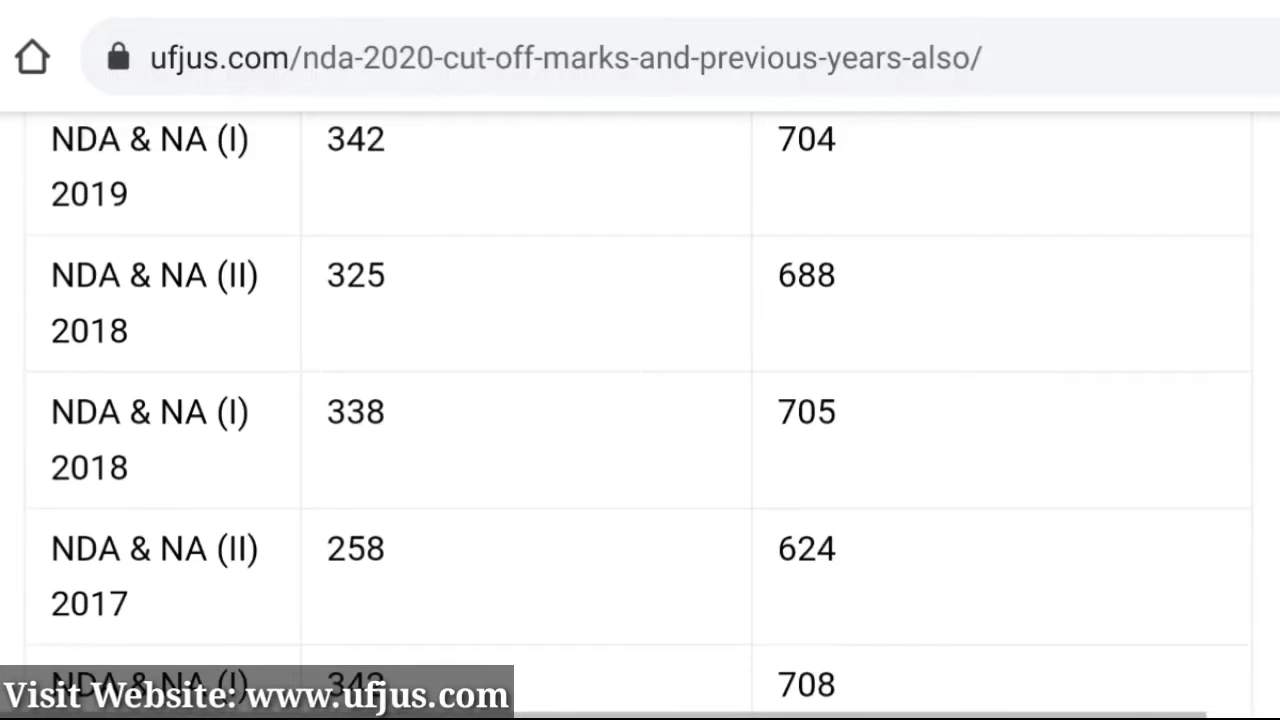 ufjus.com/nda-2020-cut-off-marks-and-previous-years-also/
NDA & NA (I) 342 704
2019
NDA & NA (II) 325 688
2018
NDA & NA (I) 338 705
2018
NDA & NA (II) 258 624
2017
NDA & NA (I) 342 708
Visit Website: www.ufjus.com